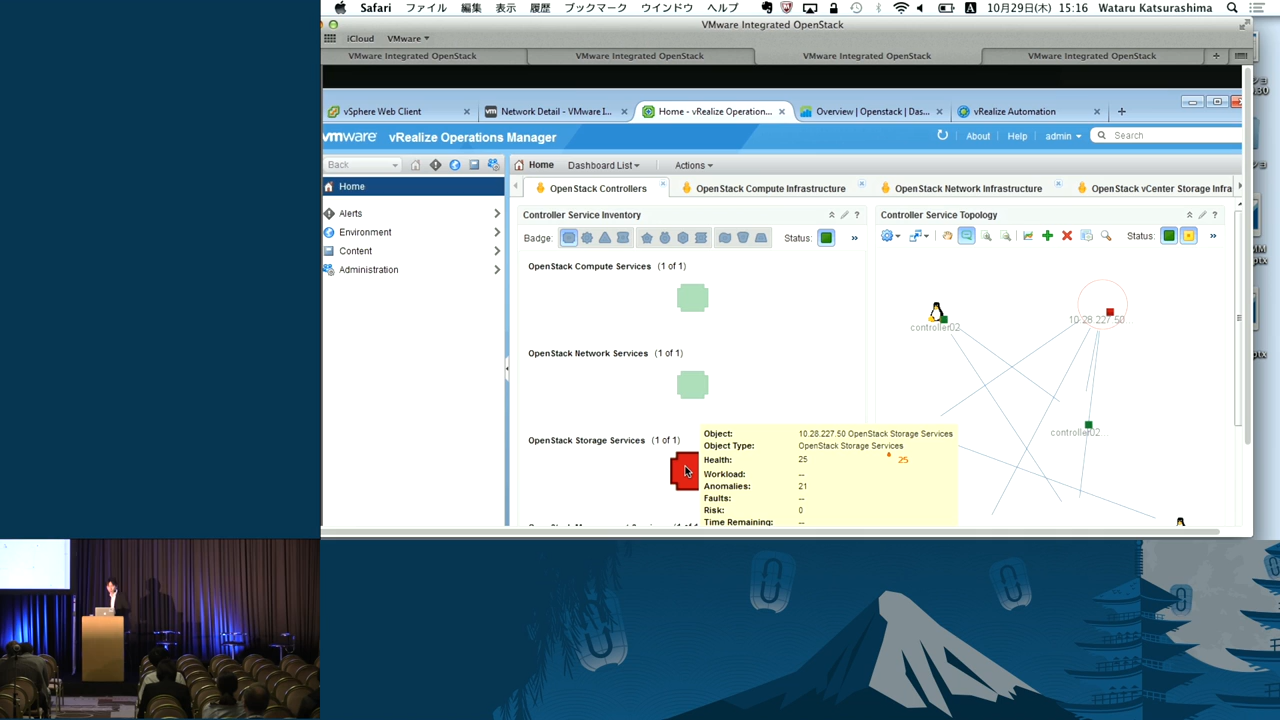 Safari ファイル 編集 表示 履歴 ブックマーク ウインドウ ヘルプ A 10月29日(木) 15:16 Wataru Katsurashima
VMware Integrated OpenStack
iCloud VMware
VMware Integrated OpenStack VMware Integrated OpenStack VMware Integrated OpenStack VMware Integrated OpenStack +
vSphere Web Client Network Detail - VMware I... Home - vRealize Operation... Overview | Openstack | Das... vRealize Automation
vmware vRealize Operations Manager About Help admin Search
Back Home Dashboard List Actions
Home
OpenStack Controllers OpenStack Compute Infrastructure OpenStack Network Infrastructure OpenStack vCenter Storage Infra
Alerts
Environment
Content
Administration
Controller Service Inventory ?
Badge: Status: »
OpenStack Compute Services (1 of 1)
OpenStack Network Services (1 of 1)
OpenStack Storage Services (1 of 1)
Object: 10.28.227.50 OpenStack Storage Services
Object Type: OpenStack Storage Services
Health: 25 25
Workload: --
Anomalies: 21
Faults: --
Risk: 0
Time Remaining: --
Controller Service Topology ?
Status: »
controller02
10.28.227.50...
controller02...